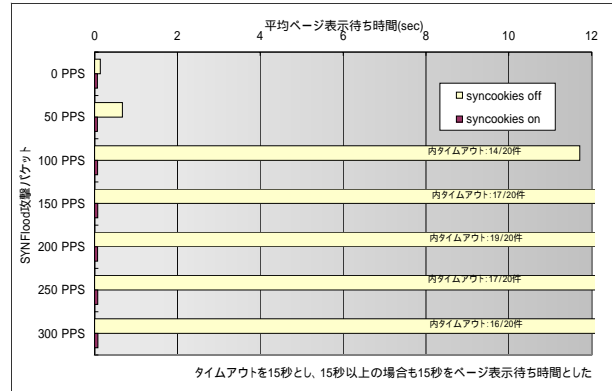 平均ページ表示待ち時間(sec)
0 2 4 6 8 10 12
SYNFlood攻撃パケット
0 PPS
50 PPS
100 PPS
150 PPS
200 PPS
250 PPS
300 PPS
syncookies off
syncookies on
内タイムアウト:14/20件
内タイムアウト:17/20件
内タイムアウト:19/20件
内タイムアウト:17/20件
内タイムアウト:16/20件
タイムアウトを15秒とし、15秒以上の場合も15秒をページ表示待ち時間とした